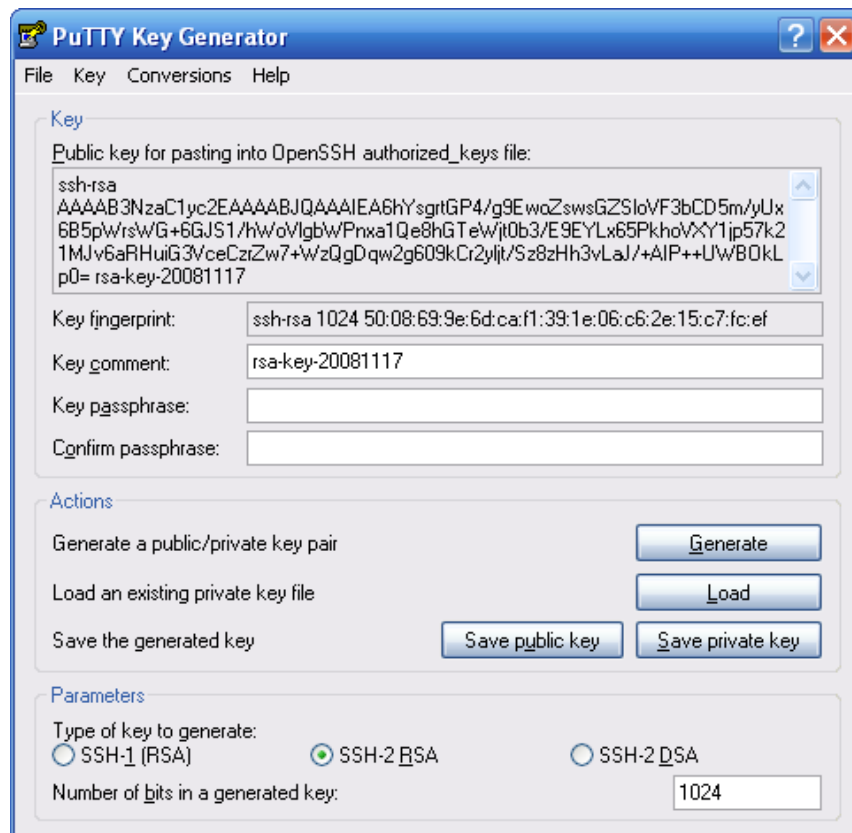 PuTTY Key Generator
File Key Conversions Help
Key
Public key for pasting into OpenSSH authorized_keys file:
ssh-rsa
AAAAB3NzaC1yc2EAAAABJQAAAIEA6hYsgrtGP4/g9EwoZswsGZSIoVF3bCD5m/yUx
6B5pWrsWG+6GJS1/hWoVlgbWPnxa1Qe8hGTeWjt0b3/E9EYLx65PkhoVXY1jp57k2
1MJv6aRHuiG3VceCzrZw7+WzQgDqw2g609kCr2yljt/Sz8zHh3vLaJ/+AIP++UWBOkL
p0= rsa-key-20081117
Key fingerprint: ssh-rsa 1024 50:08:69:9e:6d:ca:f1:39:1e:06:c6:2e:15:c7:fc:ef
Key comment: rsa-key-20081117
Key passphrase:
Confirm passphrase:
Actions
Generate a public/private key pair Generate
Load an existing private key file Load
Save the generated key Save public key Save private key
Parameters
Type of key to generate:
SSH-1 (RSA) SSH-2 RSA SSH-2 DSA
Number of bits in a generated key: 1024